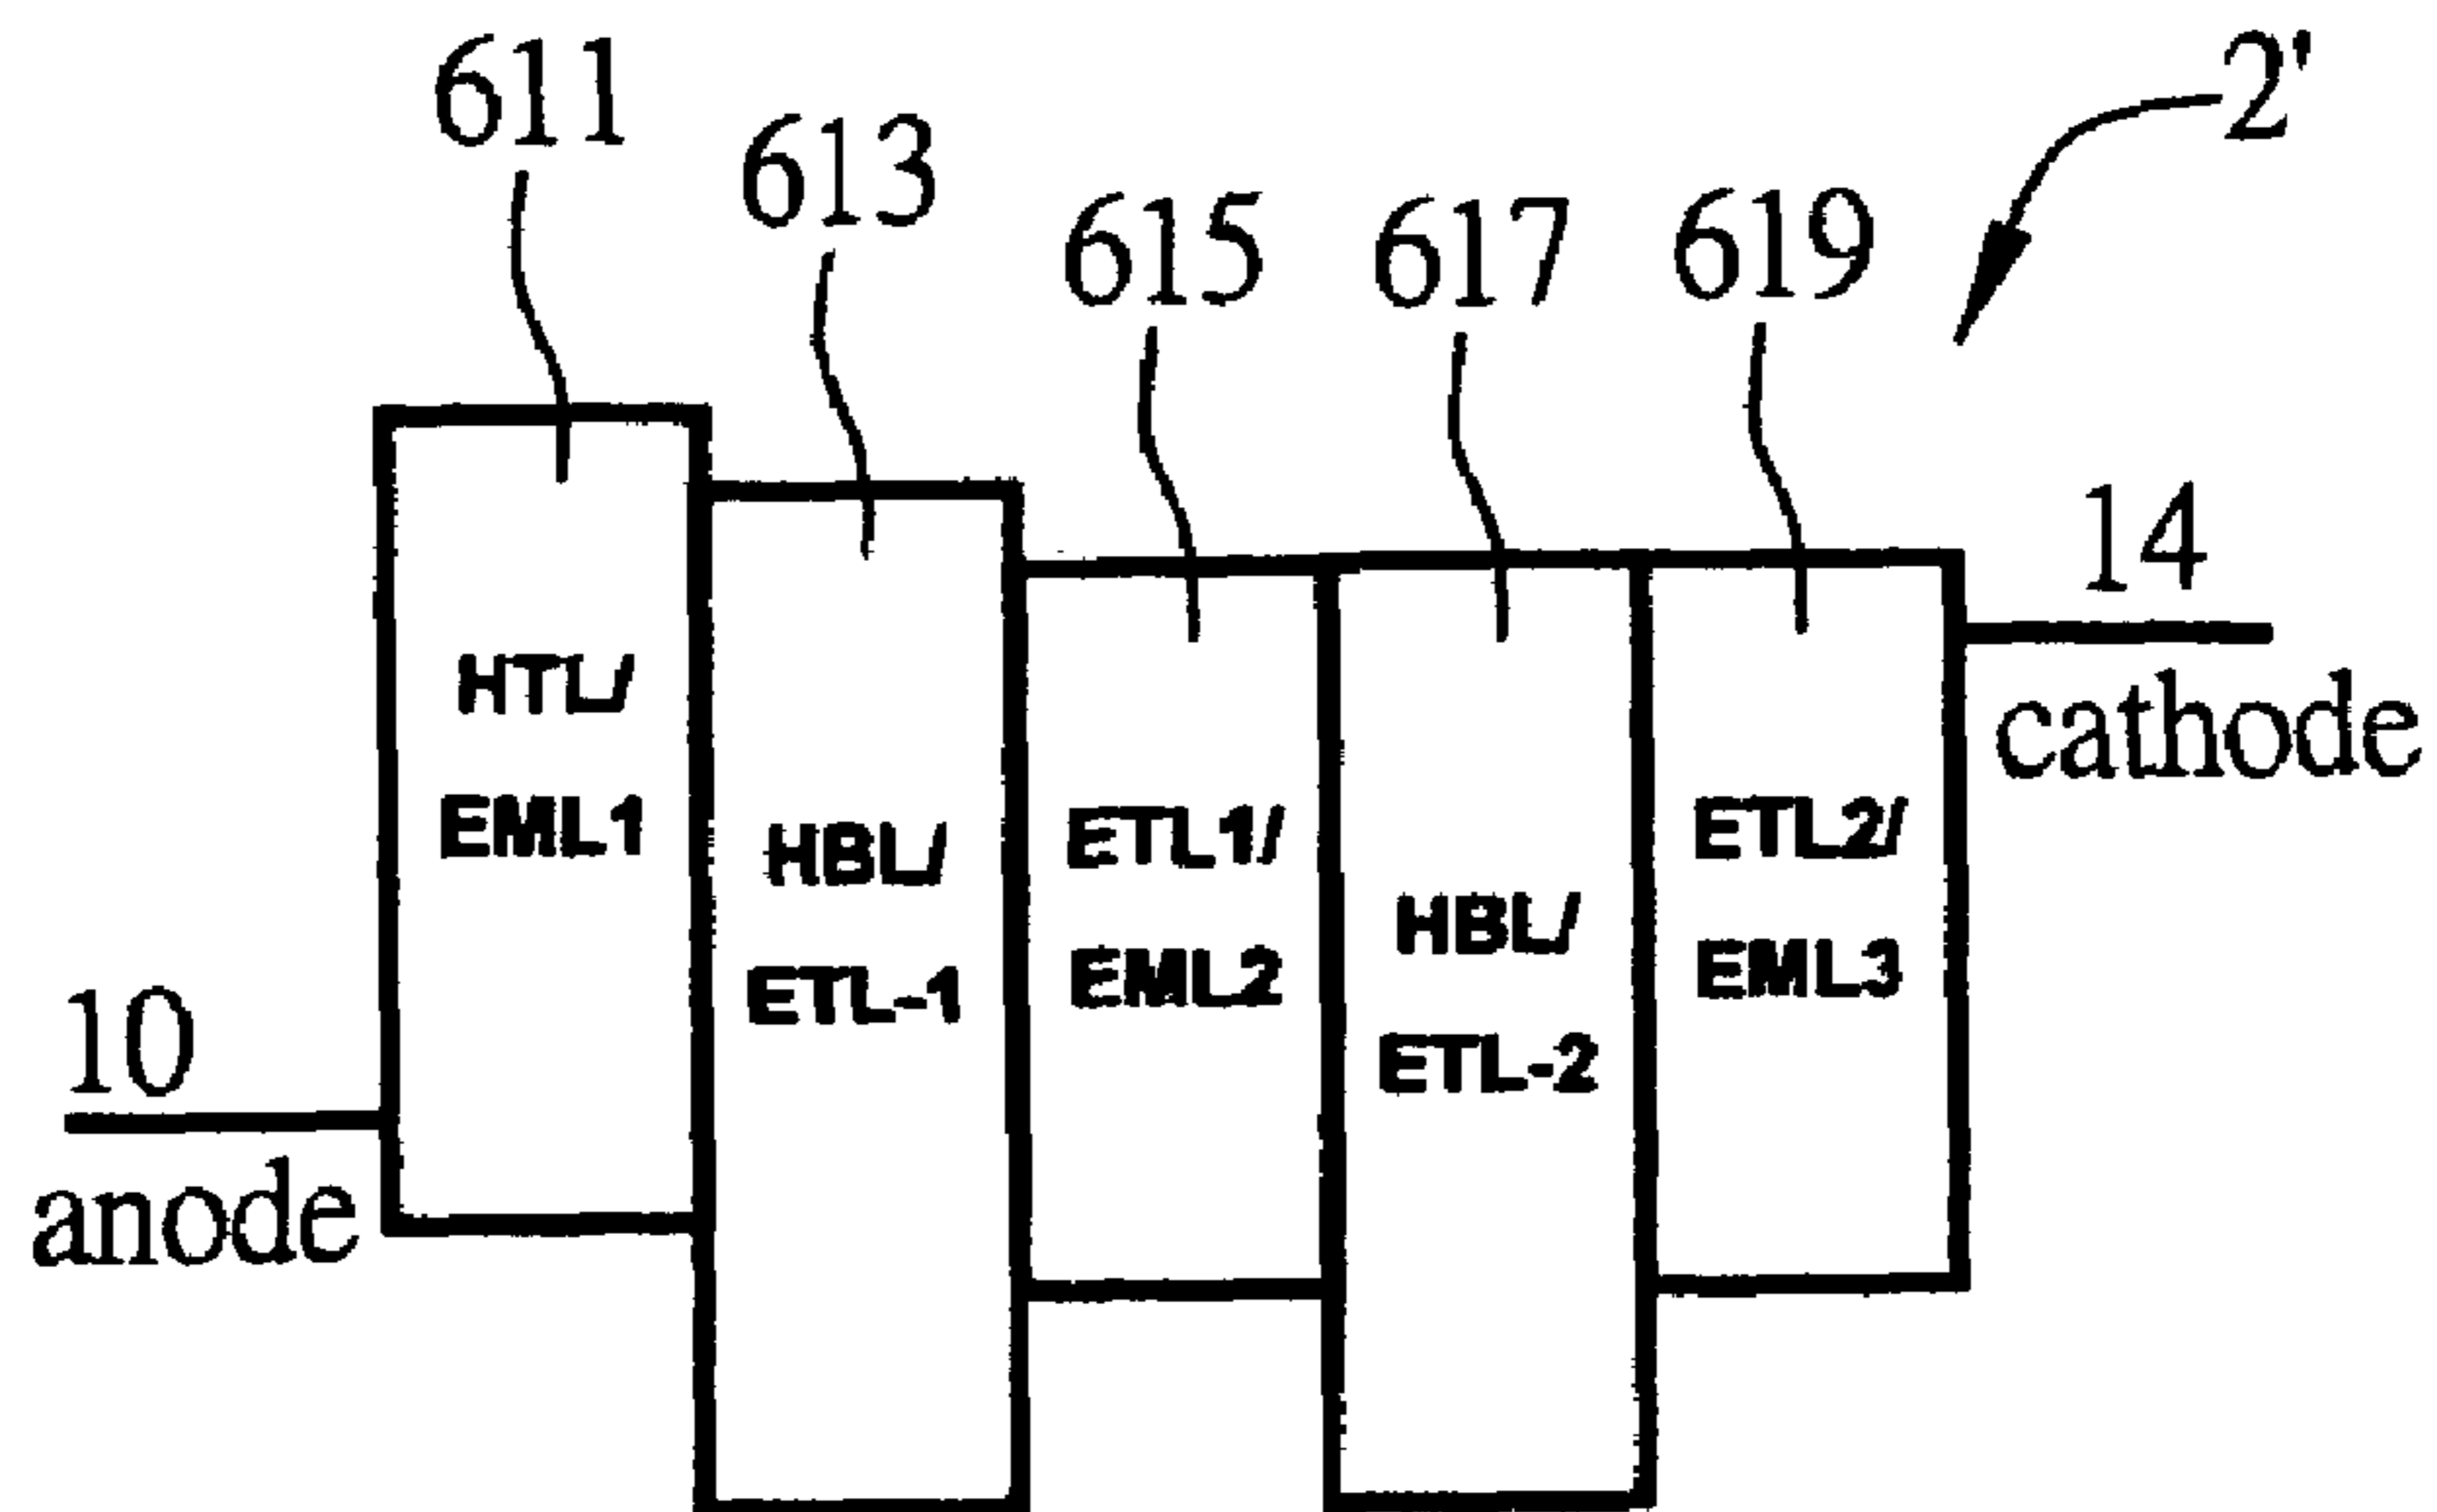 611
613
615
617
619
2'
14
cathode
HTL/
EML1
HBL/
ETL-1
ETL1/
EML2
HBL/
ETL-2
ETL2/
EML3
10
anode